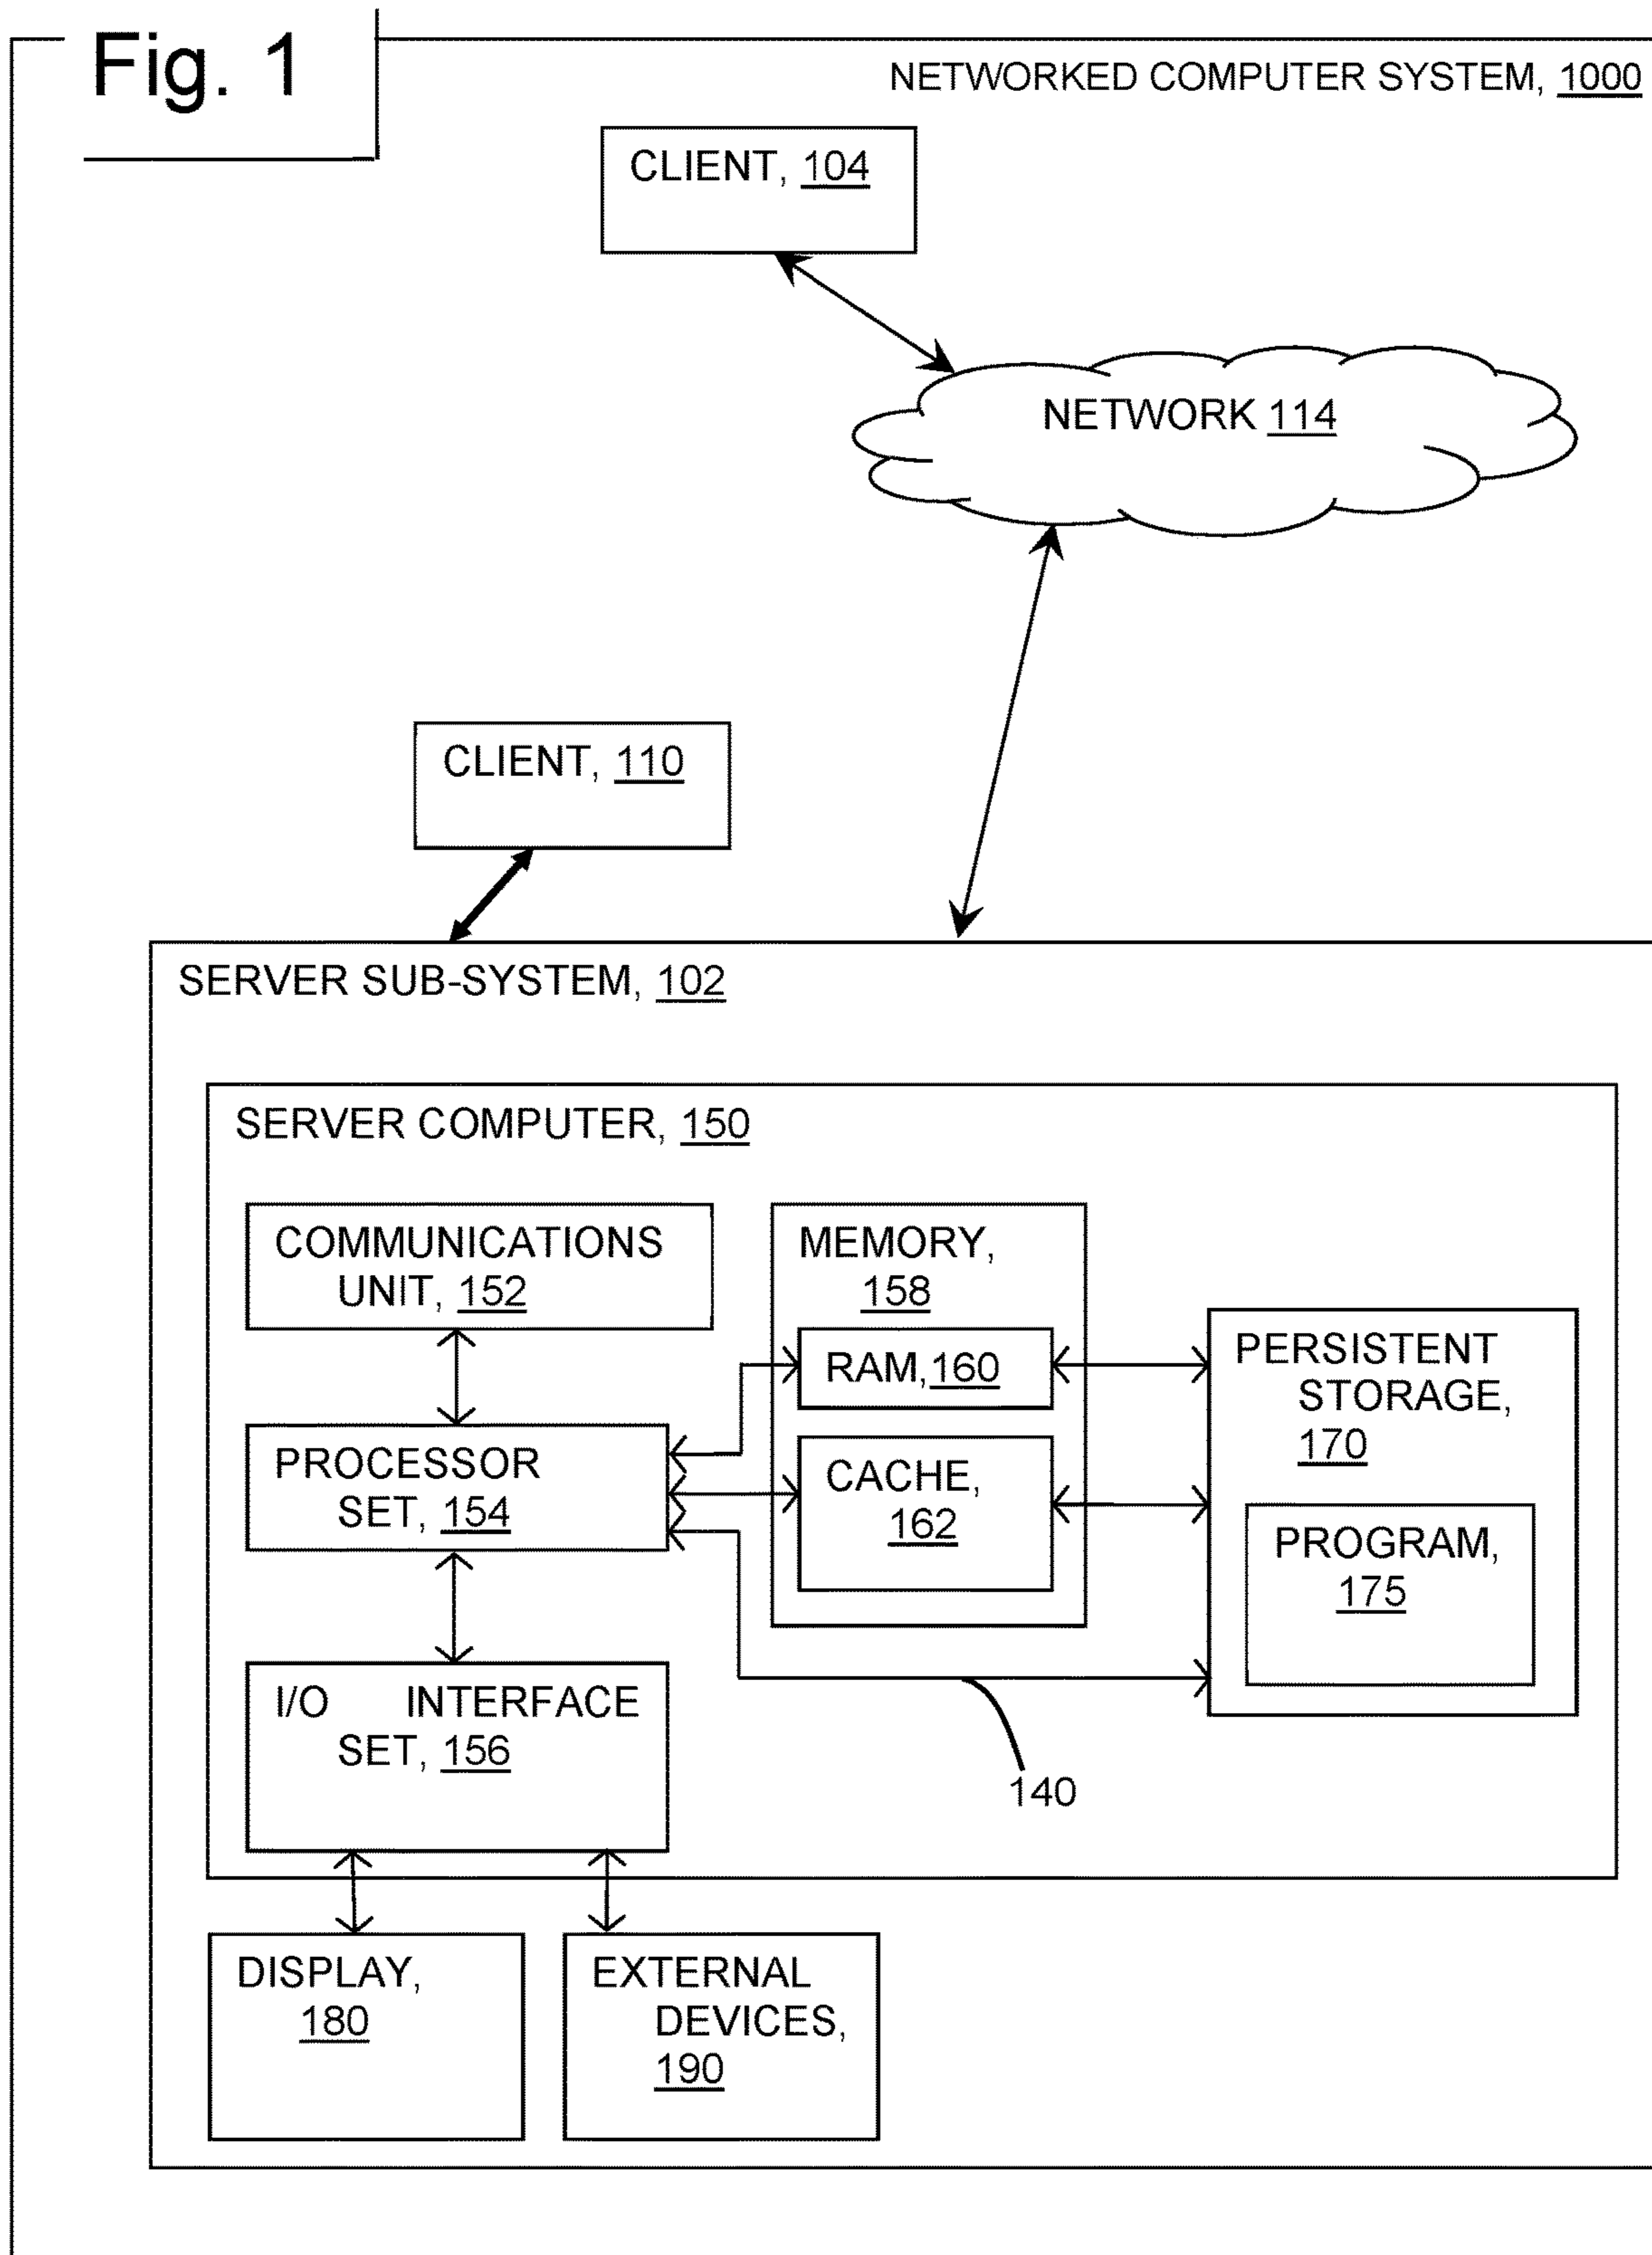 Fig. 1
NETWORKED COMPUTER SYSTEM, 1000
CLIENT, 104
NETWORK 114
CLIENT, 110
SERVER SUB-SYSTEM, 102
SERVER COMPUTER, 150
COMMUNICATIONS
UNIT, 152
MEMORY,
158
RAM, 160
PERSISTENT
STORAGE,
170
PROCESSOR
SET, 154
CACHE,
162
PROGRAM,
175
I/O INTERFACE
SET, 156
140
DISPLAY,
180
EXTERNAL
DEVICES,
190